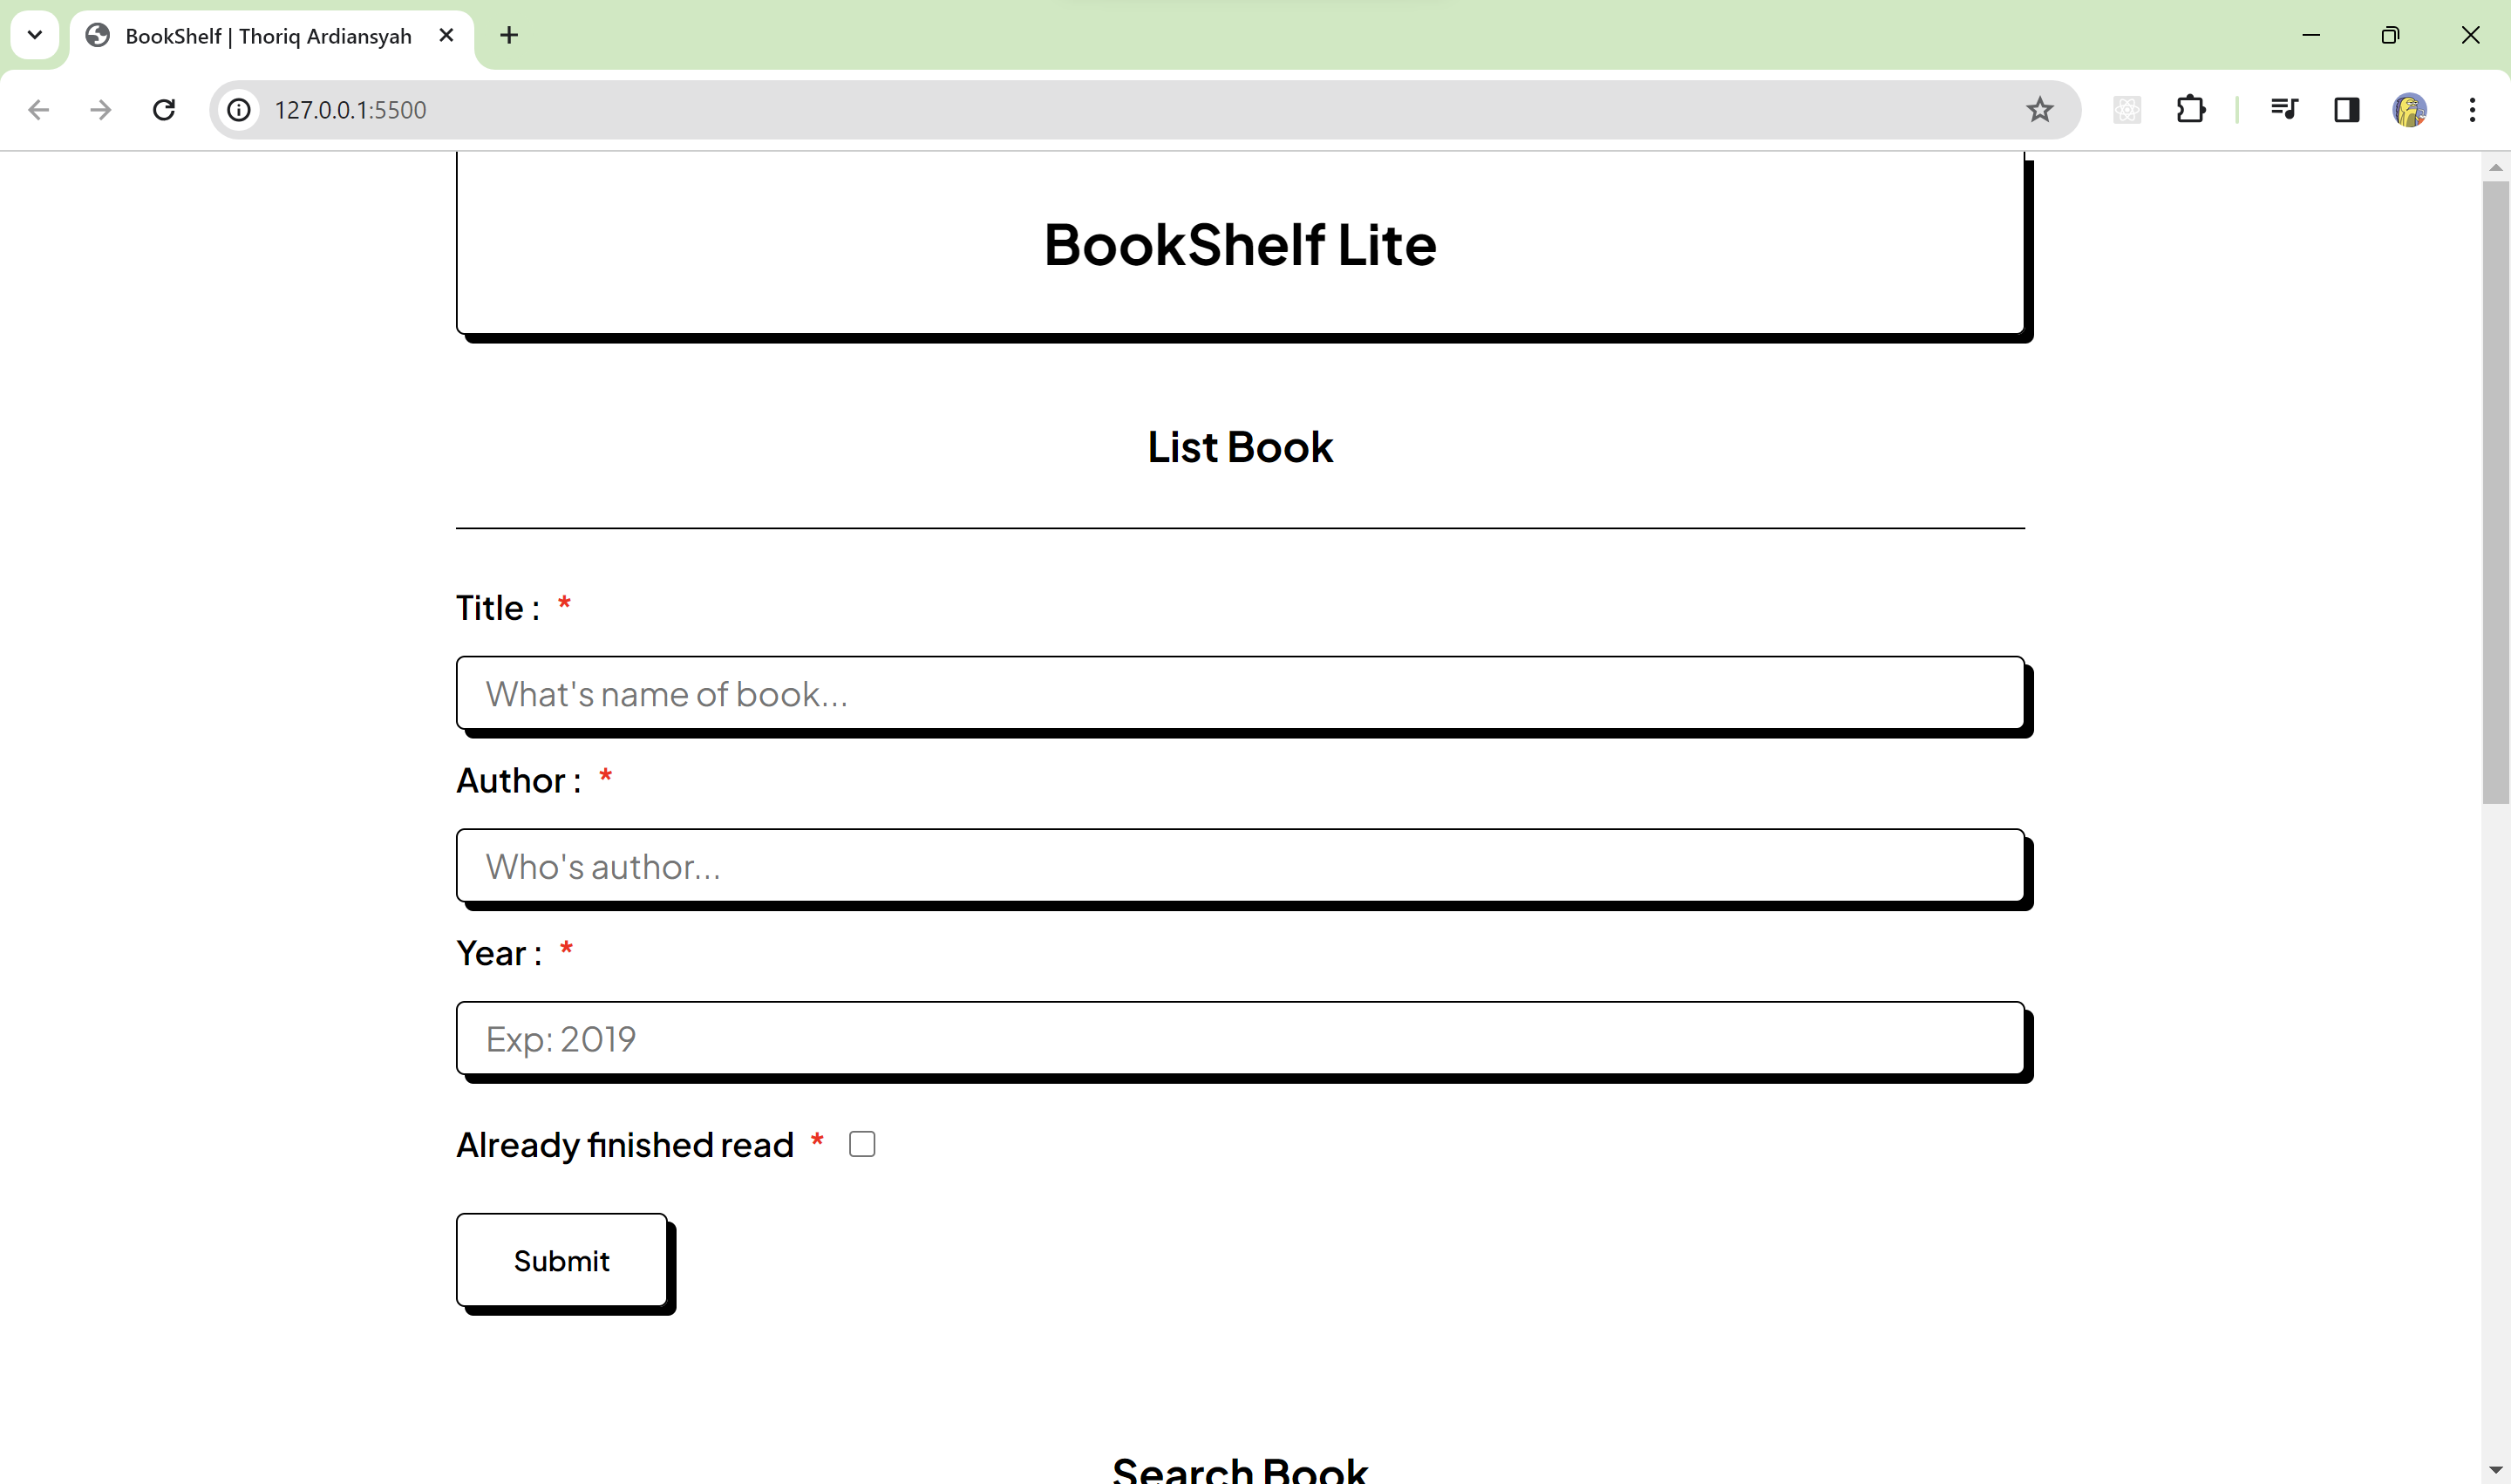 BookShelf | Thoriq Ardiansyah
127.0.0.1:5500
BookShelf Lite
List Book
Title : *
What's name of book...
Author : *
Who's author...
Year : *
Exp: 2019
Already finished read *
Submit
Search Book